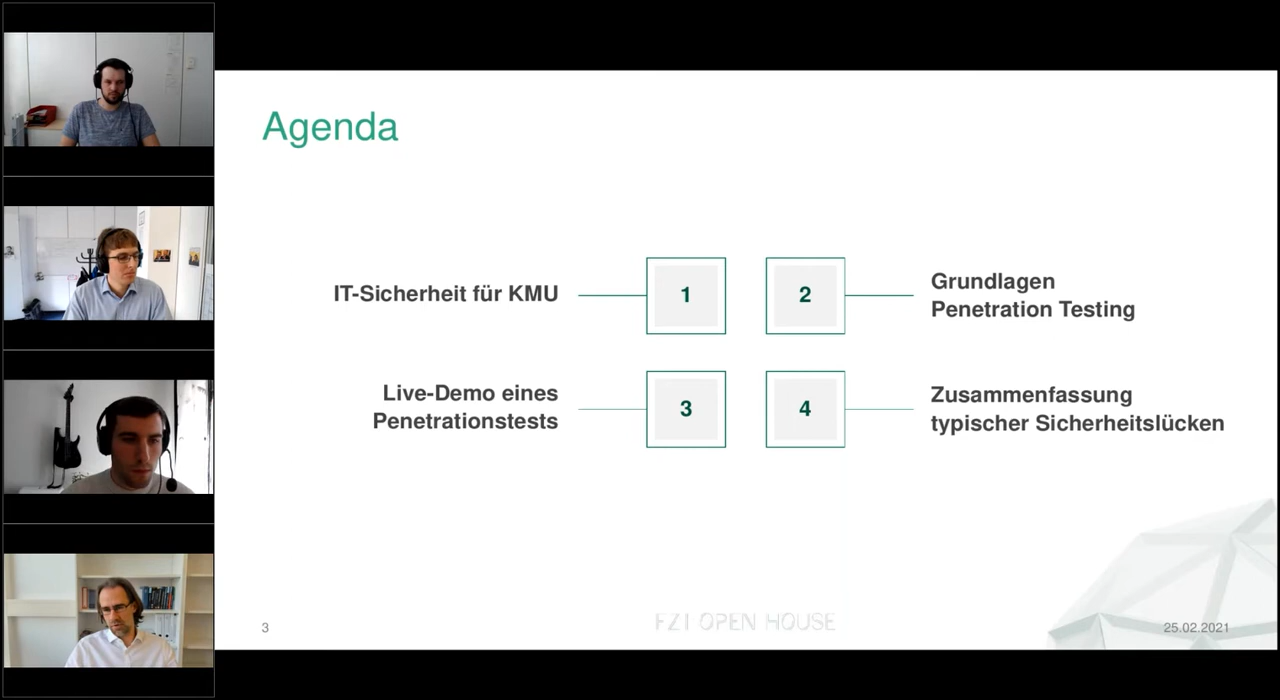 Agenda
IT-Sicherheit für KMU
1
2
Grundlagen
Penetration Testing
Live-Demo eines
Penetrationstests
3
4
Zusammenfassung
typischer Sicherheitslücken
3
FZI OPEN HOUSE
25.02.2021